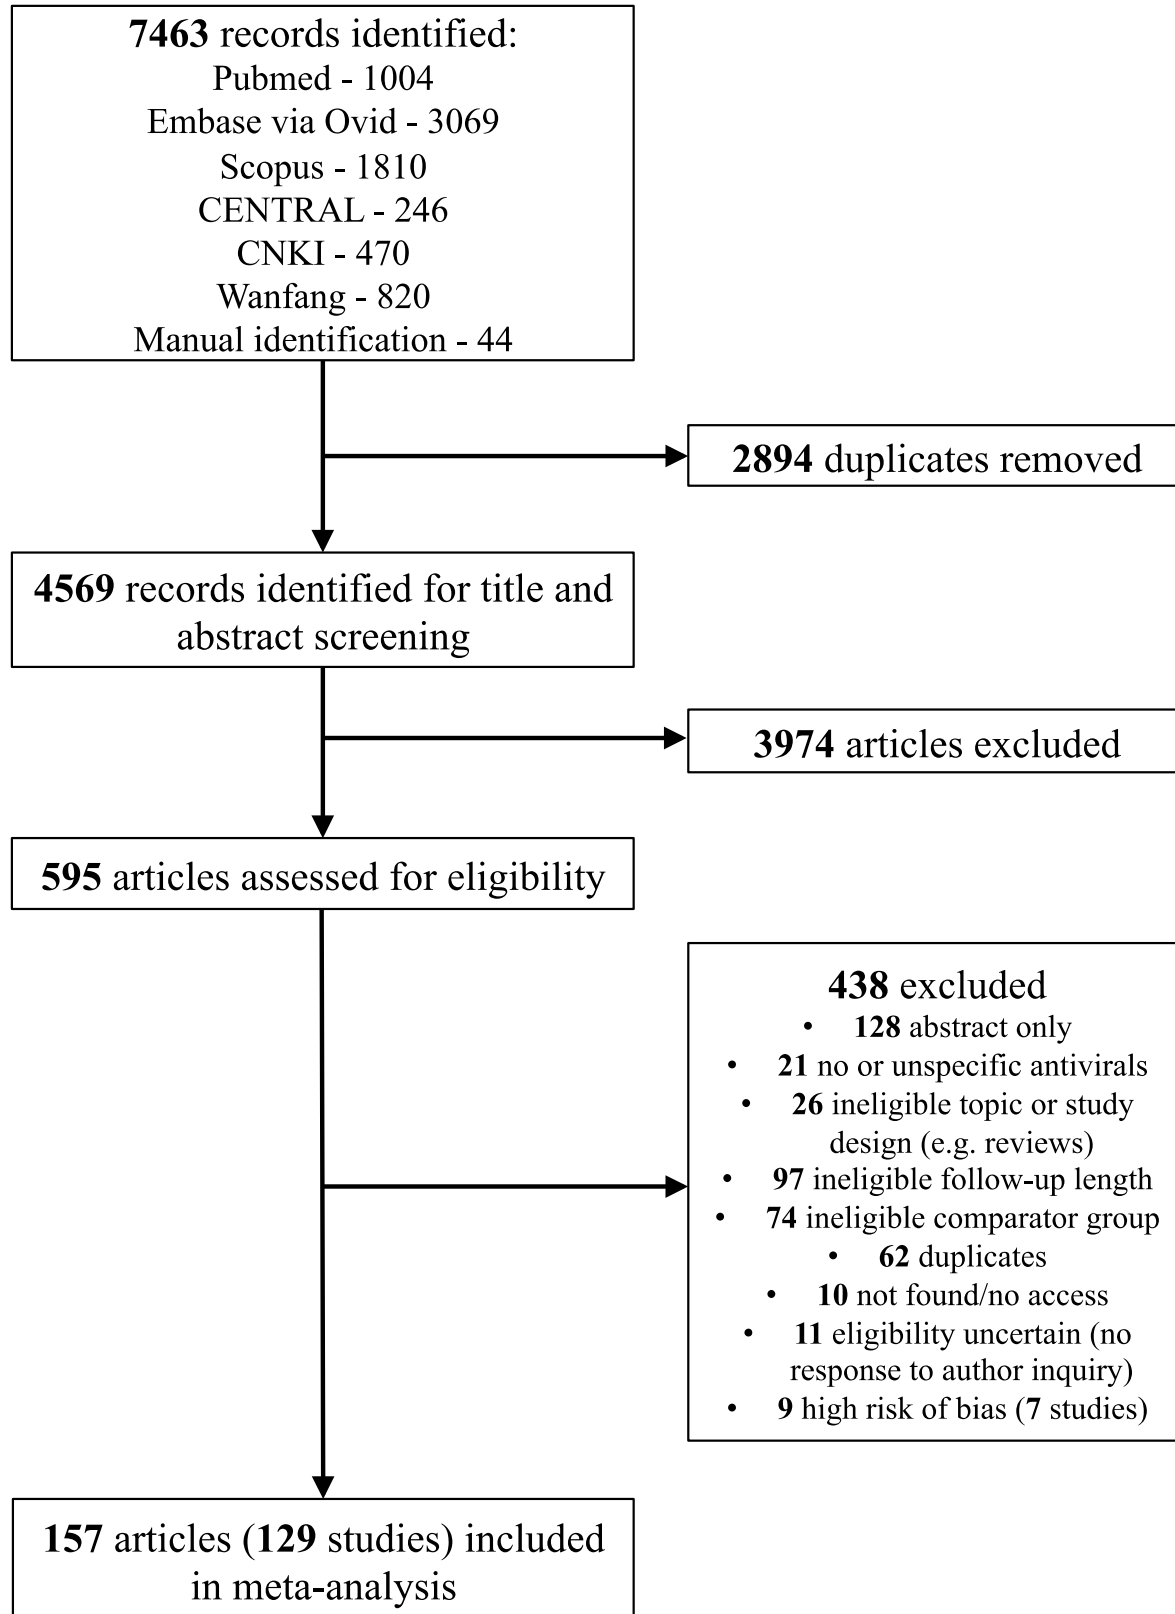 7463 records identified:
Pubmed - 1004
Embase via Ovid - 3069
Scopus - 1810
CENTRAL - 246
CNKI - 470
Wanfang - 820
Manual identification - 44
2894 duplicates removed
4569 records identified for title and
abstract screening
3974 articles excluded
595 articles assessed for eligibility
438 excluded
• 128 abstract only
• 21 no or unspecific antivirals
• 26 ineligible topic or study
design (e.g. reviews)
• 97 ineligible follow-up length
• 74 ineligible comparator group
• 62 duplicates
• 10 not found/no access
• 11 eligibility uncertain (no
response to author inquiry)
• 9 high risk of bias (7 studies)
157 articles (129 studies) included
in meta-analysis